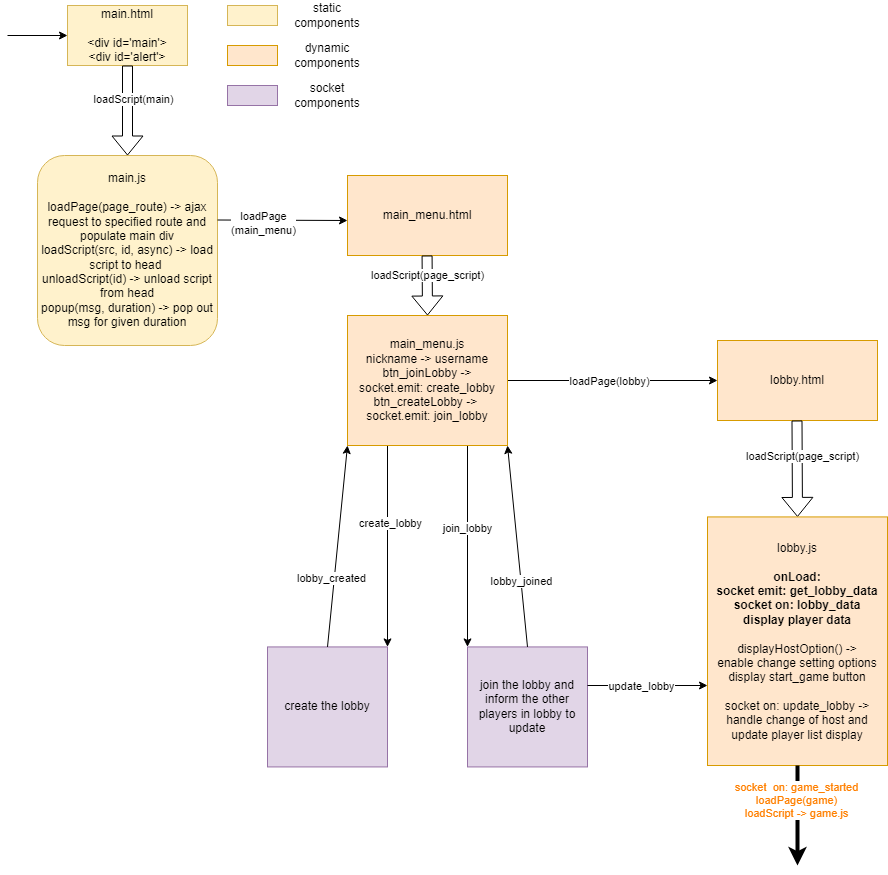 main.html
<div id='main'>
<div id='alert'>
static
components
dynamic
components
socket
components
loadScript(main)
main.js
loadPage(page_route) -> ajax
request to specified route and
populate main div
loadScript(src, id, async) -> load
script to head
unloadScript(id) -> unload script
from head
popup(msg, duration) -> pop out
msg for given duration
loadPage
(main_menu)
main_menu.html
loadScript(page_script)
main_menu.js
nickname -> username
btn_joinLobby ->
socket.emit: create_lobby
btn_createLobby ->
socket.emit: join_lobby
loadPage(lobby)
lobby.html
loadScript(page_script)
create_lobby
join_lobby
lobby_created
lobby_joined
create the lobby
join the lobby and
inform the other
players in lobby to
update
update_lobby
lobby.js
onLoad:
socket emit: get_lobby_data
socket on: lobby_data
display player data
displayHostOption() ->
enable change setting options
display start_game button
socket on: update_lobby ->
handle change of host and
update player list display
socket on: game_started
loadPage(game)
loadScript -> game.js